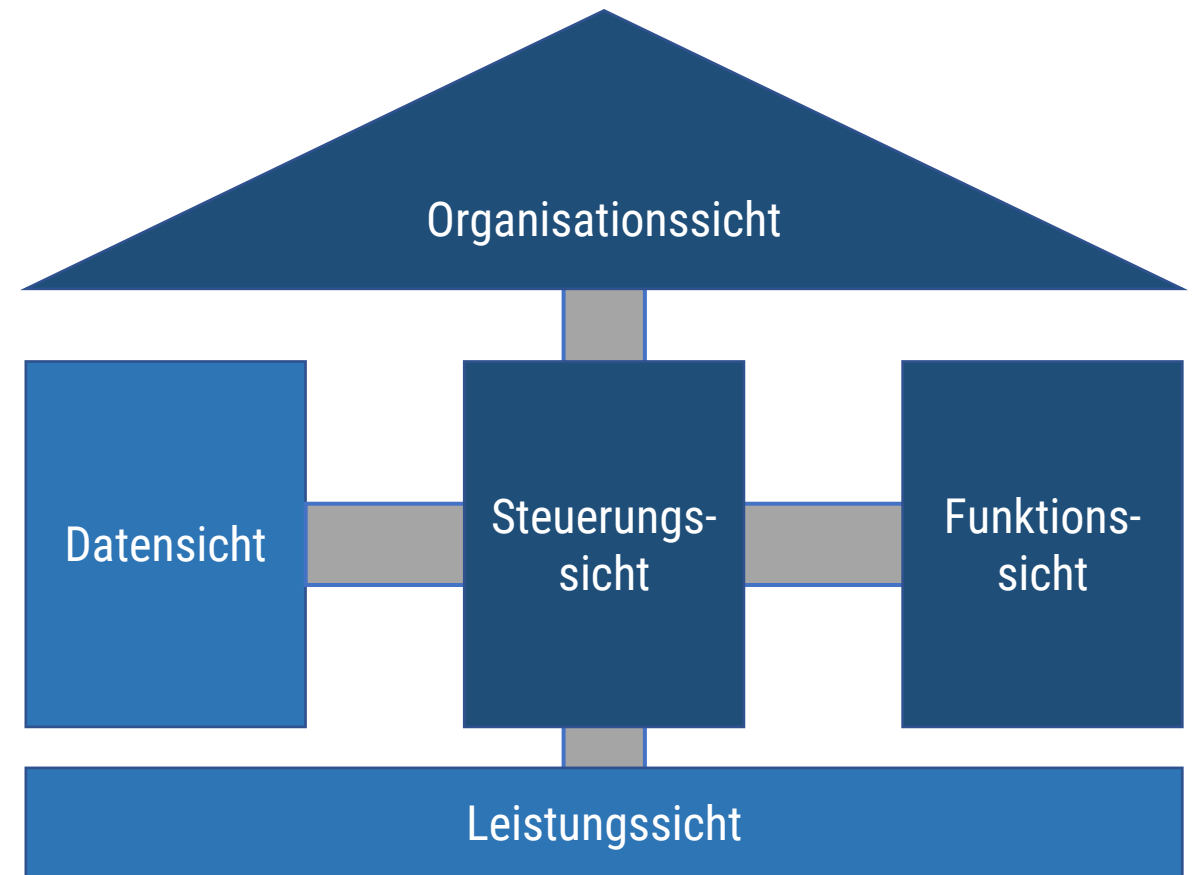 Organisationssicht
Datensicht
Steuerungs-
sicht
Funktions-
sicht
Leistungssicht